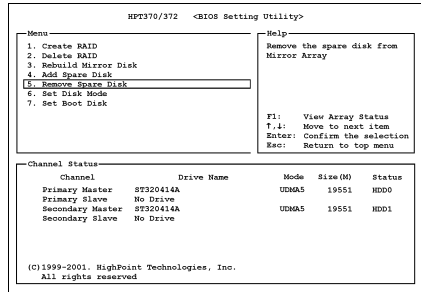 HPT370/372 <BIOS Setting Utility>
Menu
1. Create RAID
2. Delete RAID
3. Rebuild Mirror Disk
4. Add Spare Disk
5. Remove Spare Disk
6. Set Disk Mode
7. Set Boot Disk
Help
Remove the spare disk from
Mirror Array
F1: View Array Status
↑,↓: Move to next item
Enter: Confirm the selection
Esc: Return to top menu
Channel Status
Channel Drive Name Mode Size(M) Status
Primary Master ST320414A UDMA5 19551 HDD0
Primary Slave No Drive
Secondary Master ST320414A UDMA5 19551 HDD1
Secondary Slave No Drive
(C)1999-2001. HighPoint Technologies, Inc.
All rights reserved